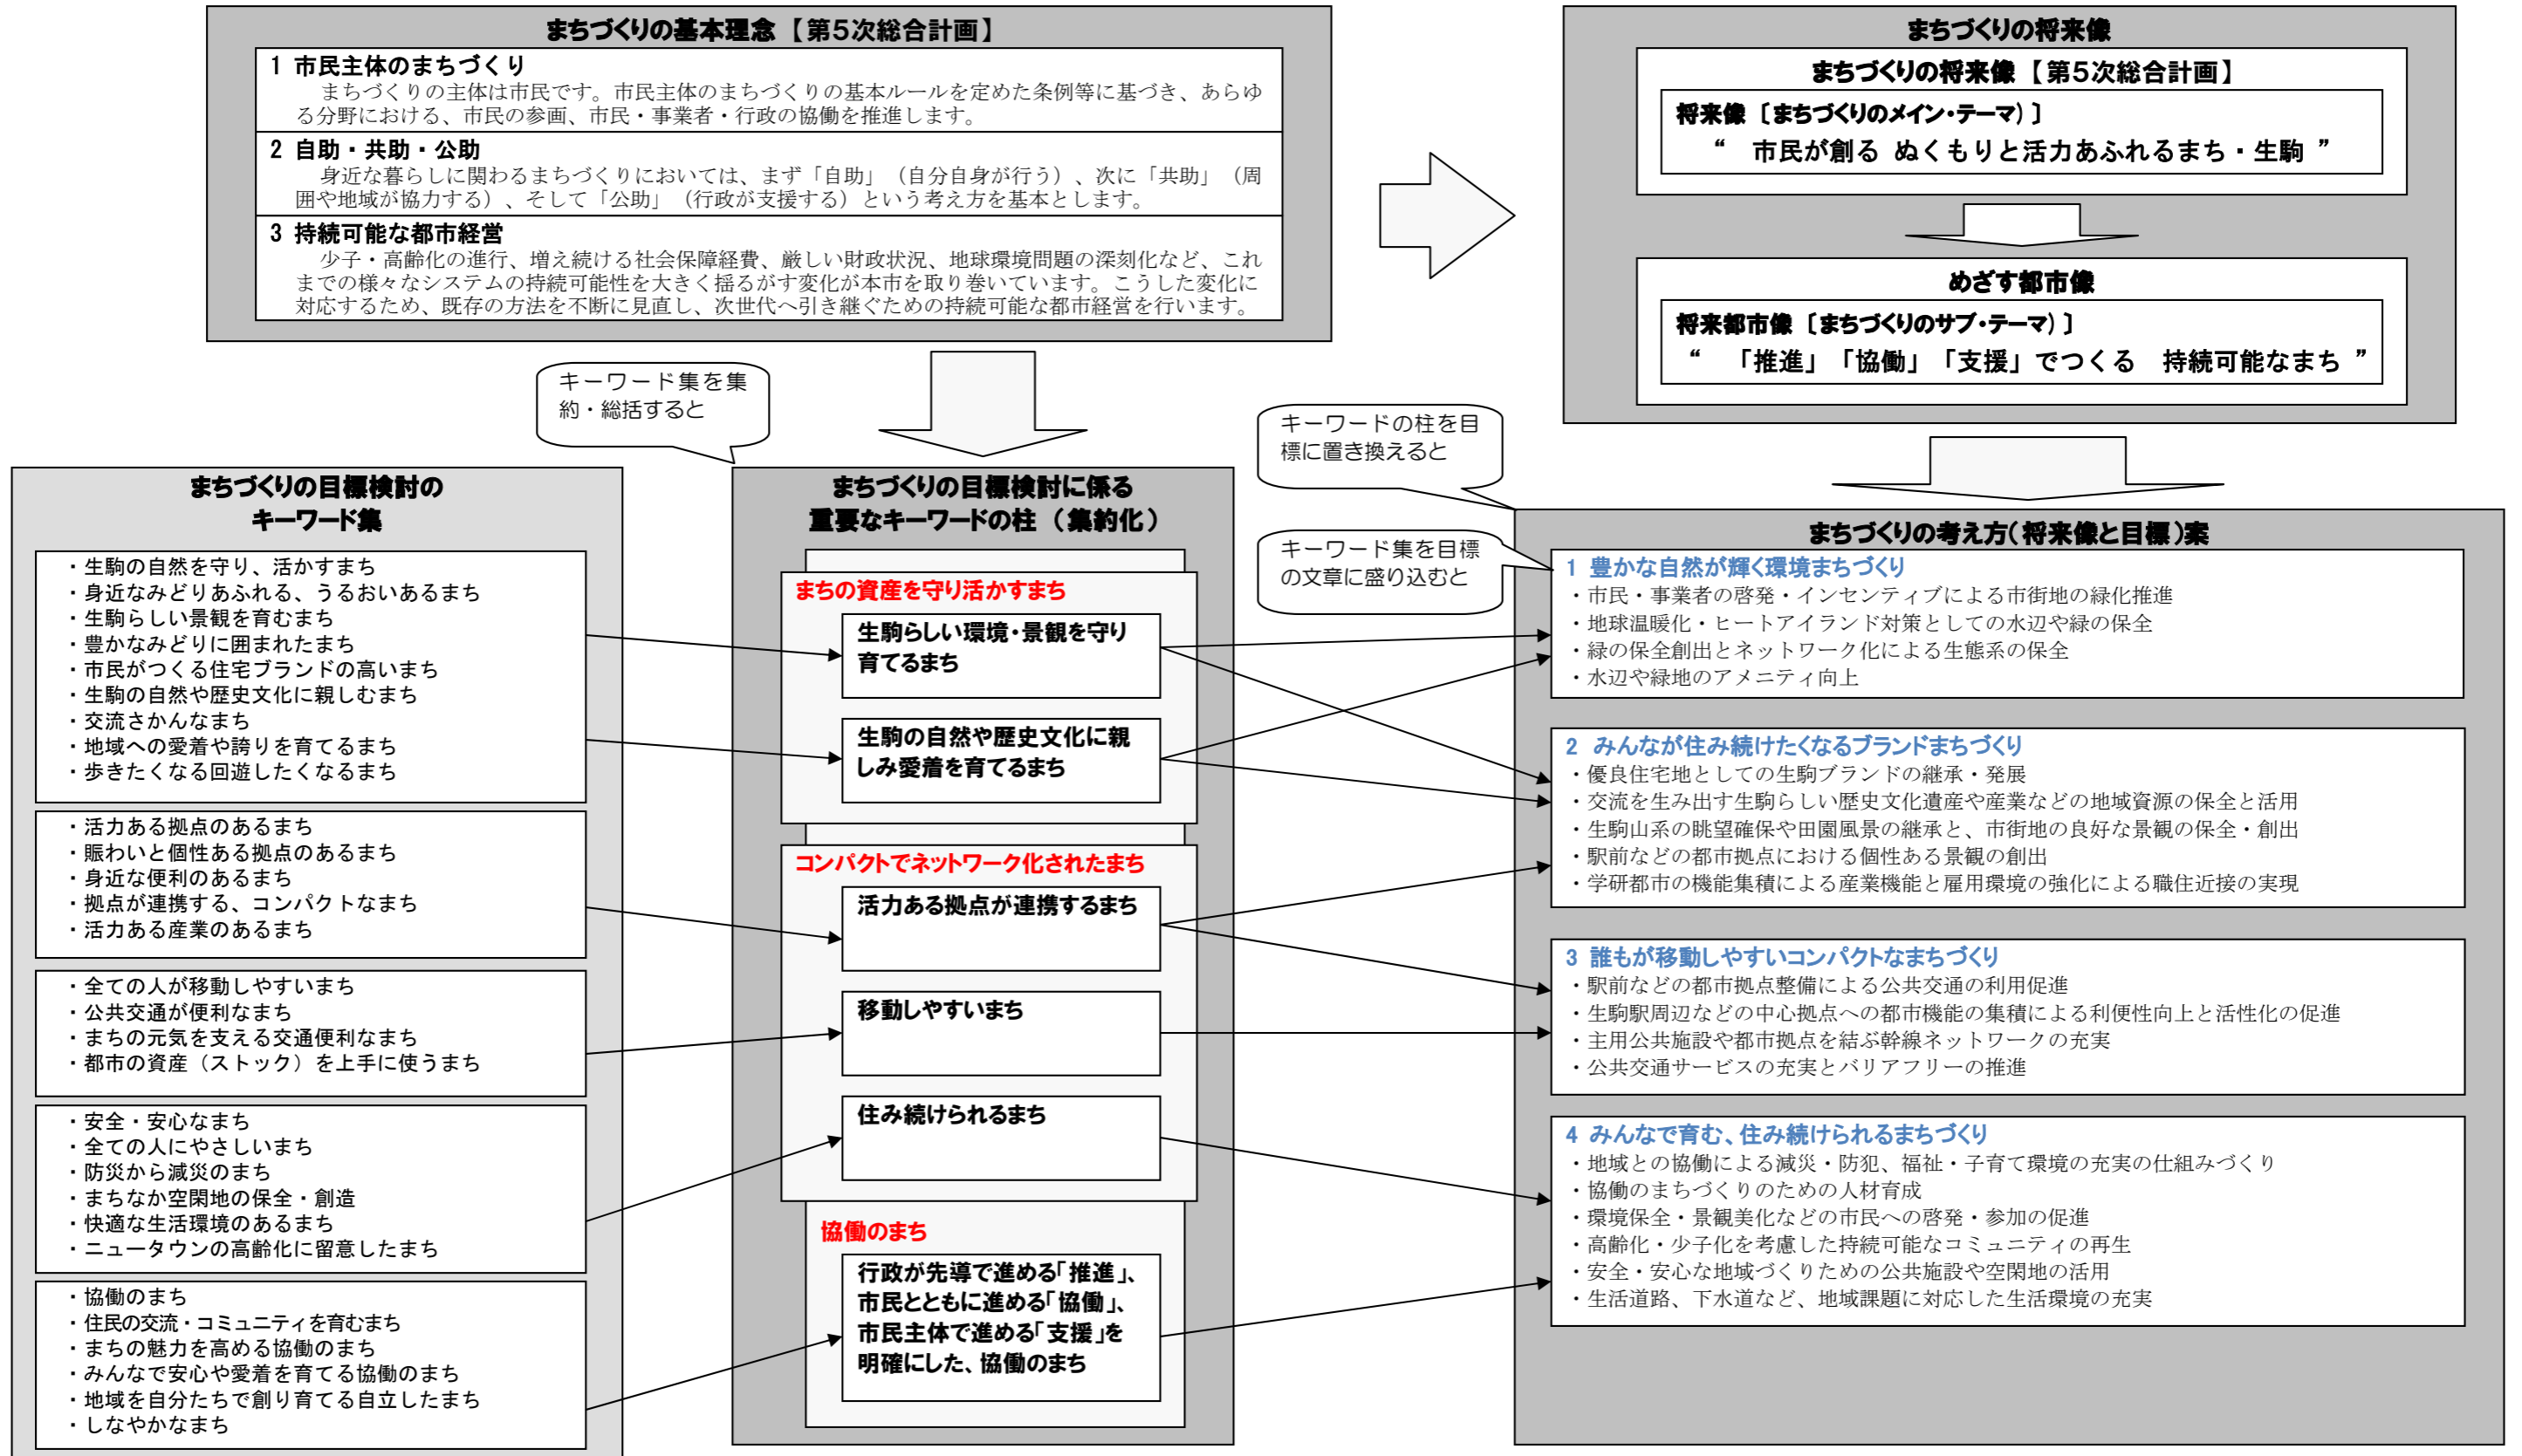 まちづくりの基本理念【第5次総合計画】
1 市民主体のまちづくり
まちづくりの主体は市民です。市民主体のまちづくりの基本ルールを定めた条例等に基づき、あらゆ
る分野における、市民の参画、市民・事業者・行政の協働を推進します。
2 自助・共助・公助
身近な暮らしに関わるまちづくりにおいては、まず「自助」（自分自身が行う）、次に「共助」（周
囲や地域が協力する）、そして「公助」（行政が支援する）という考え方を基本とします。
3 持続可能な都市経営
少子・高齢化の進行、増え続ける社会保障経費、厳しい財政状況、地球環境問題の深刻化など、これ
までの様々なシステムの持続可能性を大きく揺るがす変化が本市を取り巻いています。こうした変化に
対応するため、既存の方法を不断に見直し、次世代へ引き継ぐための持続可能な都市経営を行います。
まちづくりの将来像
まちづくりの将来像【第5次総合計画】
将来像〔まちづくりのメイン・テーマ）］
“ 市民が創る ぬくもりと活力あふれるまち・生駒 ”
めざす都市像
将来都市像〔まちづくりのサブ・テーマ）］
“ 「推進」「協働」「支援」でつくる 持続可能なまち ”
キーワード集を集
約・総括すると
キーワードの柱を目
標に置き換えると
キーワード集を目標
の文章に盛り込むと
まちづくりの目標検討の
キーワード集
・生駒の自然を守り、活かすまち
・身近なみどりあふれる、うるおいあるまち
・生駒らしい景観を育むまち
・豊かなみどりに囲まれたまち
・市民がつくる住宅ブランドの高いまち
・生駒の自然や歴史文化に親しむまち
・交流さかんなまち
・地域への愛着や誇りを育てるまち
・歩きたくなる回遊したくなるまち
・活力ある拠点のあるまち
・賑わいと個性ある拠点のあるまち
・身近な便利のあるまち
・拠点が連携する、コンパクトなまち
・活力ある産業のあるまち
・全ての人が移動しやすいまち
・公共交通が便利なまち
・まちの元気を支える交通便利なまち
・都市の資産（ストック）を上手に使うまち
・安全・安心なまち
・全ての人にやさしいまち
・防災から減災のまち
・まちなか空閑地の保全・創造
・快適な生活環境のあるまち
・ニュータウンの高齢化に留意したまち
・協働のまち
・住民の交流・コミュニティを育むまち
・まちの魅力を高める協働のまち
・みんなで安心や愛着を育てる協働のまち
・地域を自分たちで創り育てる自立したまち
・しなやかなまち
まちづくりの目標検討に係る
重要なキーワードの柱（集約化）
まちの資産を守り活かすまち
生駒らしい環境・景観を守り
育てるまち
生駒の自然や歴史文化に親
しみ愛着を育てるまち
コンパクトでネットワーク化されたまち
活力ある拠点が連携するまち
移動しやすいまち
住み続けられるまち
協働のまち
行政が先導で進める「推進」、
市民とともに進める「協働」、
市民主体で進める「支援」を
明確にした、協働のまち
まちづくりの考え方（将来像と目標）案
1 豊かな自然が輝く環境まちづくり
・市民・事業者の啓発・インセンティブによる市街地の緑化推進
・地球温暖化・ヒートアイランド対策としての水辺や緑の保全
・緑の保全創出とネットワーク化による生態系の保全
・水辺や緑地のアメニティ向上
2 みんなが住み続けたくなるブランドまちづくり
・優良住宅地としての生駒ブランドの継承・発展
・交流を生み出す生駒らしい歴史文化遺産や産業などの地域資源の保全と活用
・生駒山系の眺望確保や田園風景の継承と、市街地の良好な景観の保全・創出
・駅前などの都市拠点における個性ある景観の創出
・学研都市の機能集積による産業機能と雇用環境の強化による職住近接の実現
3 誰もが移動しやすいコンパクトなまちづくり
・駅前などの都市拠点整備による公共交通の利用促進
・生駒駅周辺などの中心拠点への都市機能の集積による利便性向上と活性化の促進
・主用公共施設や都市拠点を結ぶ幹線ネットワークの充実
・公共交通サービスの充実とバリアフリーの推進
4 みんなで育む、住み続けられるまちづくり
・地域との協働による減災・防犯、福祉・子育て環境の充実の仕組みづくり
・協働のまちづくりのための人材育成
・環境保全・景観美化などの市民への啓発・参加の促進
・高齢化・少子化を考慮した持続可能なコミュニティの再生
・安全・安心な地域づくりための公共施設や空閑地の活用
・生活道路、下水道など、地域課題に対応した生活環境の充実